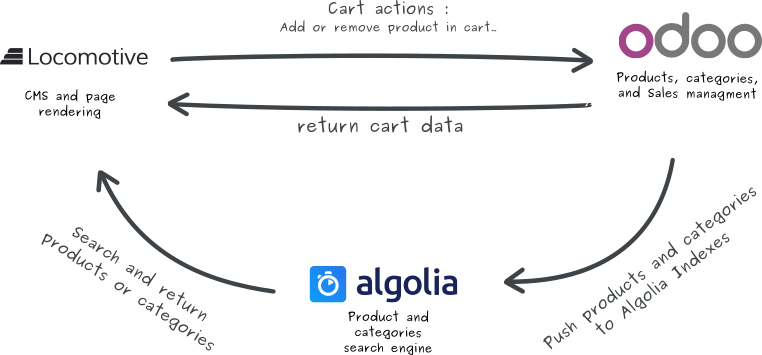 Cart actions :
Add or remove product in cart...
Locomotive
odoo
CMS and page
rendering
Products, categories,
and Sales managment
return cart data
Search and return
products or categories
algolia
Product and
categories
search engine
Push products and categories
to Algolia Indexes